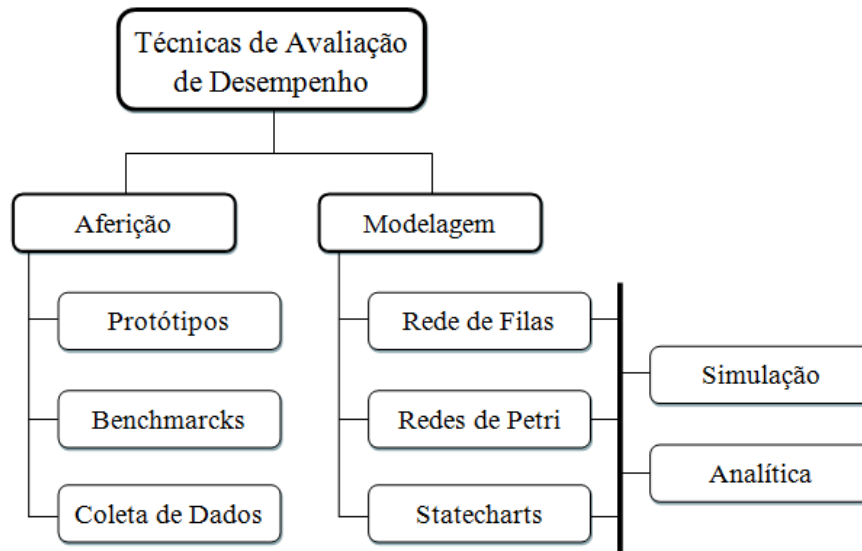 Técnicas de Avaliação
de Desempenho
Aferição
Modelagem
Protótipos
Rede de Filas
Simulação
Benchmarcks
Redes de Petri
Analítica
Coleta de Dados
Statecharts